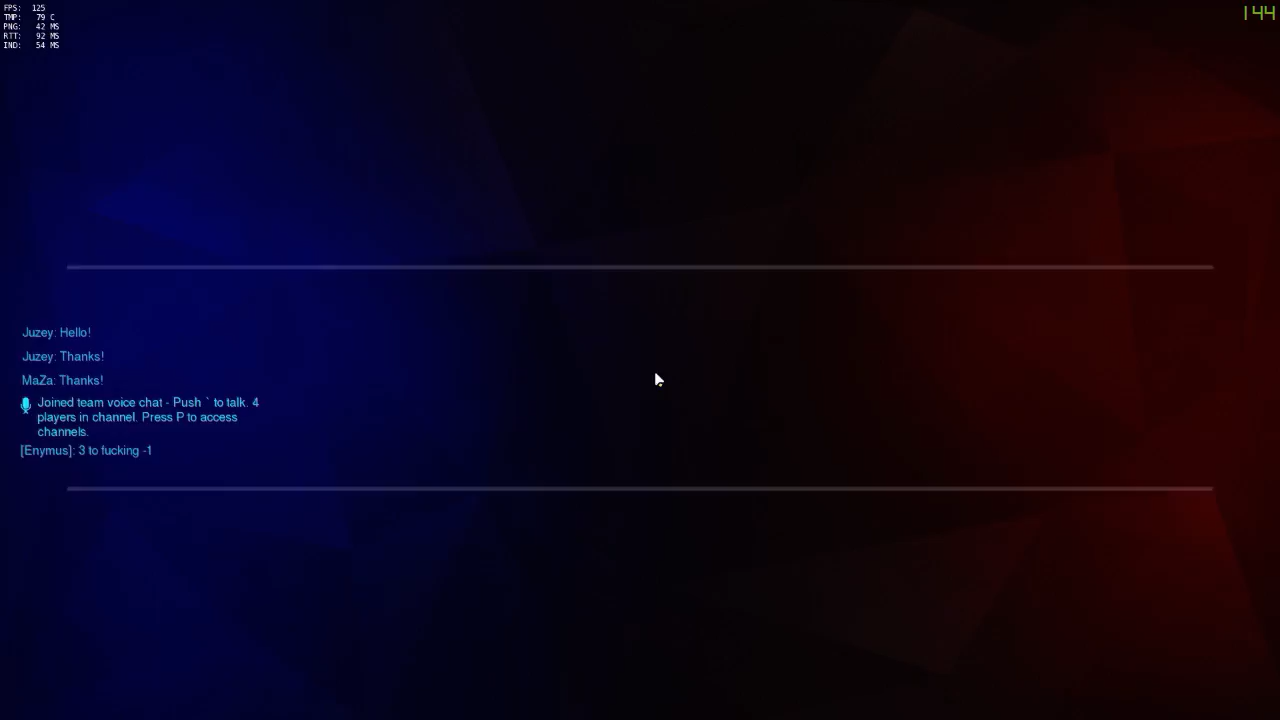 FPS: 125
TMP: 79 C
PNG: 42 MS
RTT: 92 MS
IND: 54 MS
144
Juzey: Hello!
Juzey: Thanks!
MaZa: Thanks!
Joined team voice chat - Push ` to talk. 4
players in channel. Press P to access
channels.
[Enymus]: 3 to fucking -1